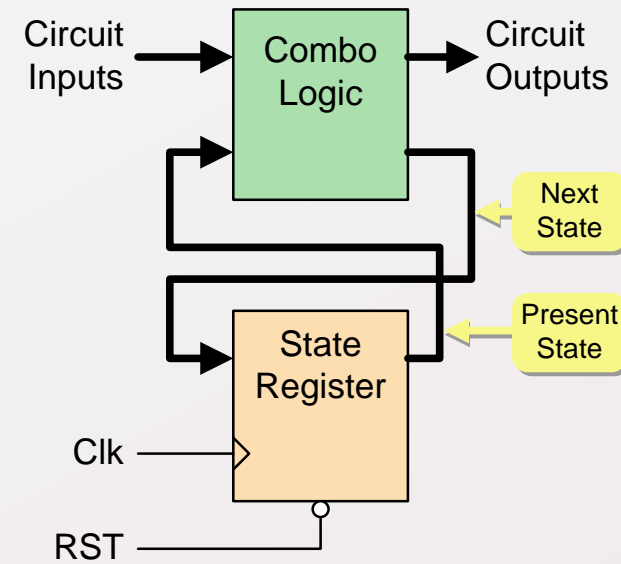 Circuit
Inputs
Combo
Logic
Circuit
Outputs
Next
State
Present
State
State
Register
Clk
RST